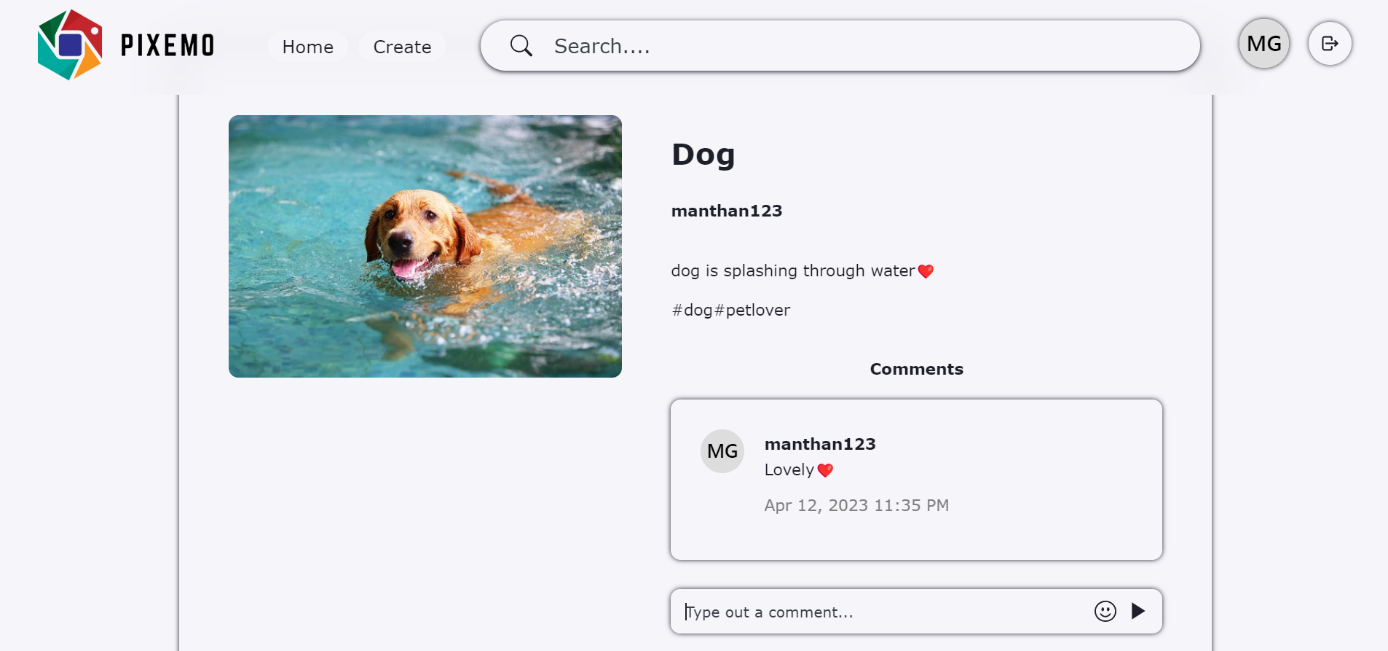 PIXEMO
Home
Create
Search....
MG
Dog
manthan123
dog is splashing through water❤️
#dog#petlover
Comments
MG
manthan123
Lovely❤️
Apr 12, 2023 11:35 PM
Type out a comment...